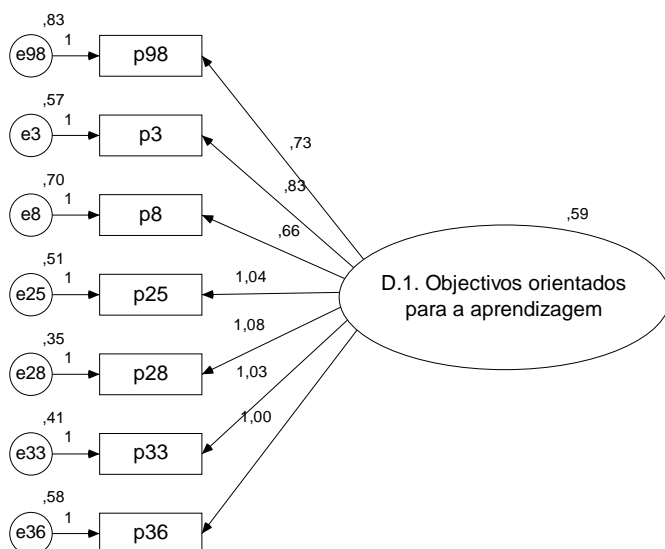 ,83
1
e98
p98
,57
1
e3
p3
,73
,83
,70
1
e8
p8
,66
,59
,51
1
e25
p25
1,04
D.1. Objectivos orientados
para a aprendizagem
,35
1
e28
p28
1,08
,41
1
e33
p33
1,03
1,00
,58
1
e36
p36